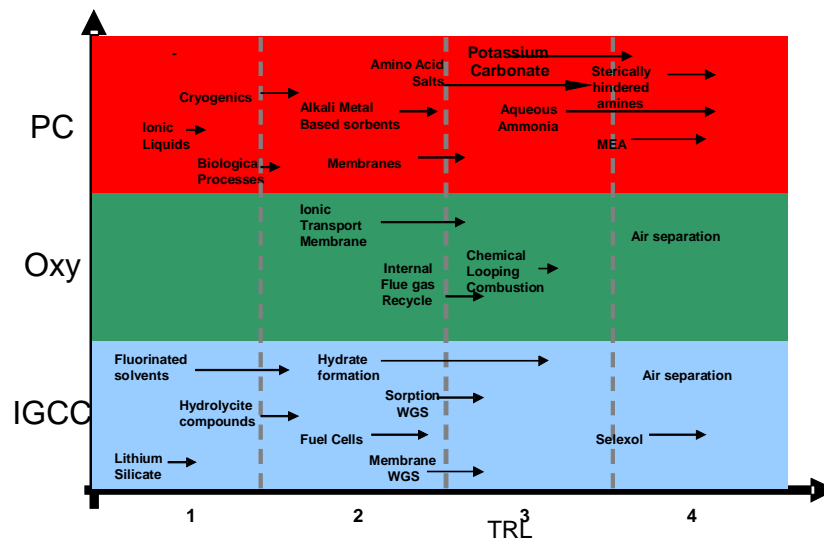 PC
-
Potassium
Carbonate
Amino Acid
Salts
Sterically
hindered
amines
Cryogenics
Alkali Metal
Based sorbents
Aqueous
Ammonia
Ionic
Liquids
MEA
Biologica
Processes
Membranes
Oxy
Ionic
Transport
Membrane
Air separation
Internal
Flue gas
Recycle
Chemical
Looping
Combustion
IGCC
Fluorinated
solvents
Hydrate
formation
Air separation
Sorption
WGS
Hydrolycite
compounds
Fuel Cells
Selexol
Lithium
Silicate
Membrane
WGS
1
2
3
4
TRL